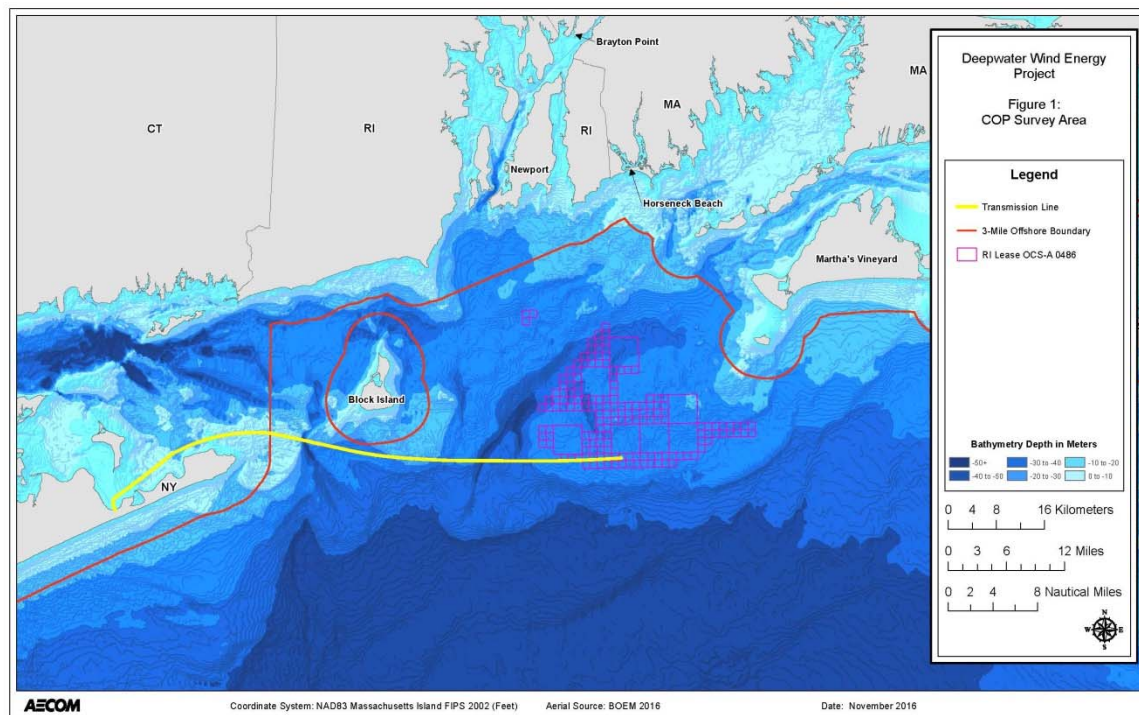 Brayton Point
CT
RI
MA
MA
RI
Newport
Horseneck Beach
Martha's Vineyard
Block Island
NY
Deepwater Wind Energy
Project
Figure 1:
COP Survey Area
Legend
Transmission Line
3-Mile Offshore Boundary
RI Lease OCS-A 0486
Bathymetry Depth in Meters
-50+ -30 to -40 -10 to -20
-40 to -50 -20 to -30 0 to -10
0 4 8 16 Kilometers
0 3 6 12 Miles
0 2 4 8 Nautical Miles
N
W E
S
AECOM Coordinate System: NAD83 Massachusetts Island FIPS 2002 (Feet) Aerial Source: BOEM 2016 Date: November 2016